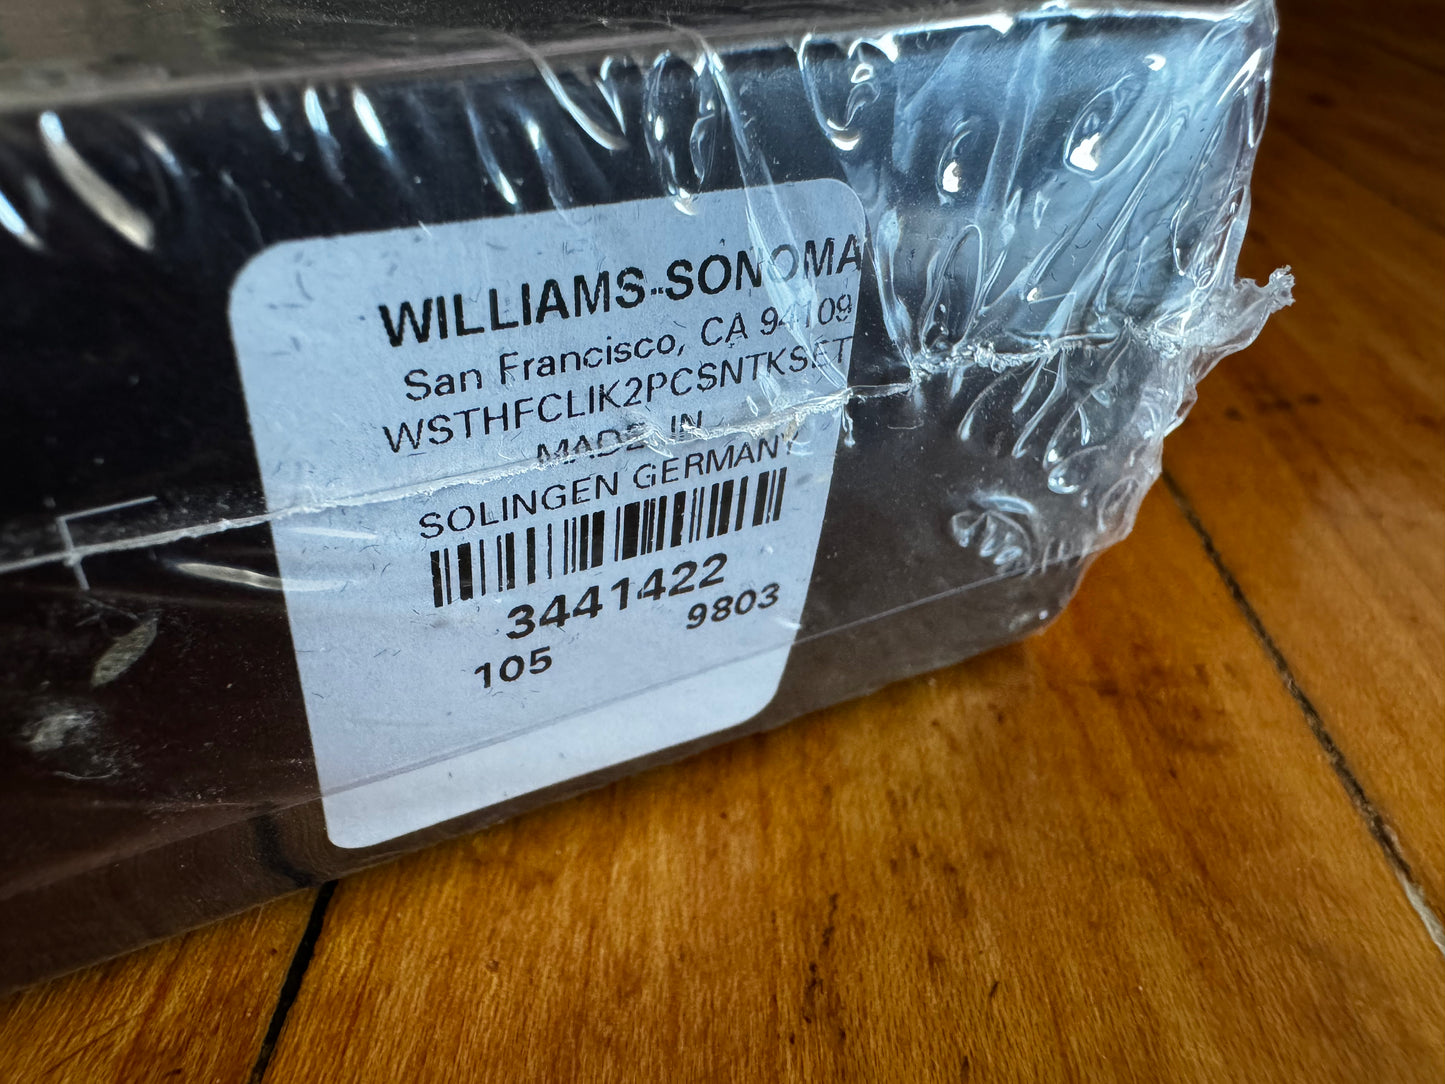 WILLIAMS-SONOMA
San Francisco, CA 94109
WSTHFCLIK2PCSNTKSET
MADE IN
SOLINGEN GERMANY
3441422
9803
105